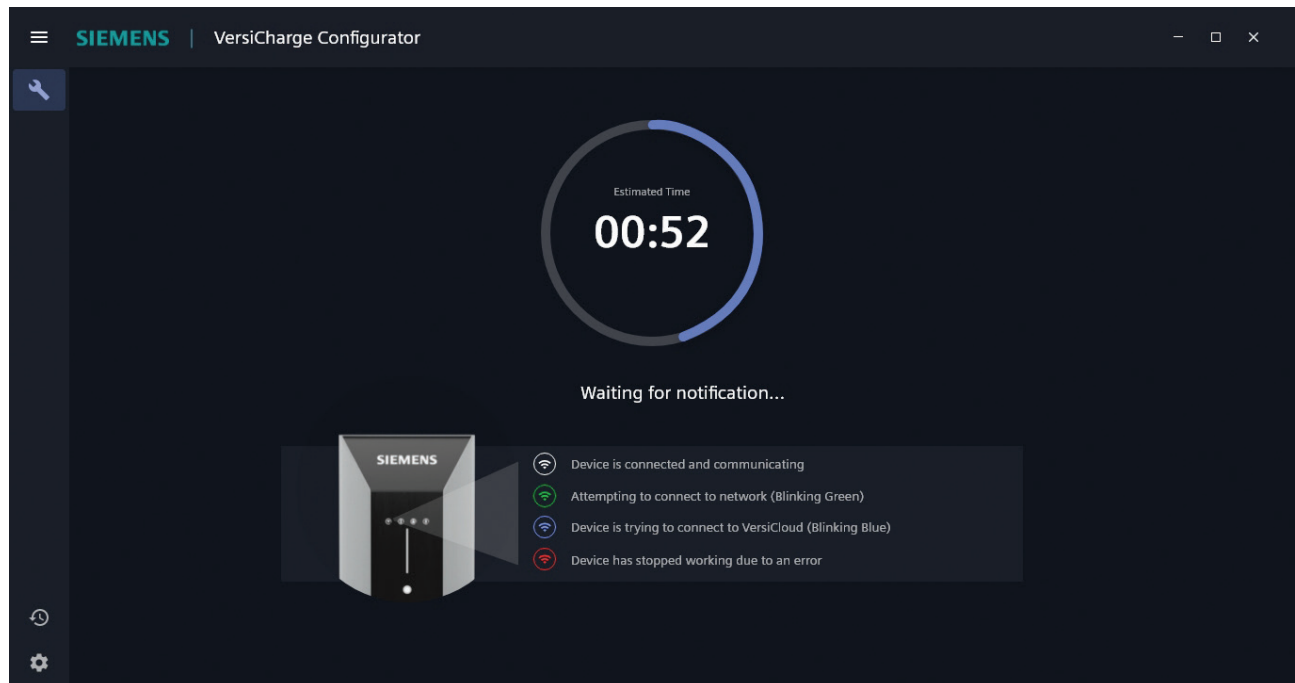 SIEMENS | VersiCharge Configurator
Estimated Time
00:52
Waiting for notification...
SIEMENS
Device is connected and communicating
Attempting to connect to network (Blinking Green)
Device is trying to connect to VersiCloud (Blinking Blue)
Device has stopped working due to an error